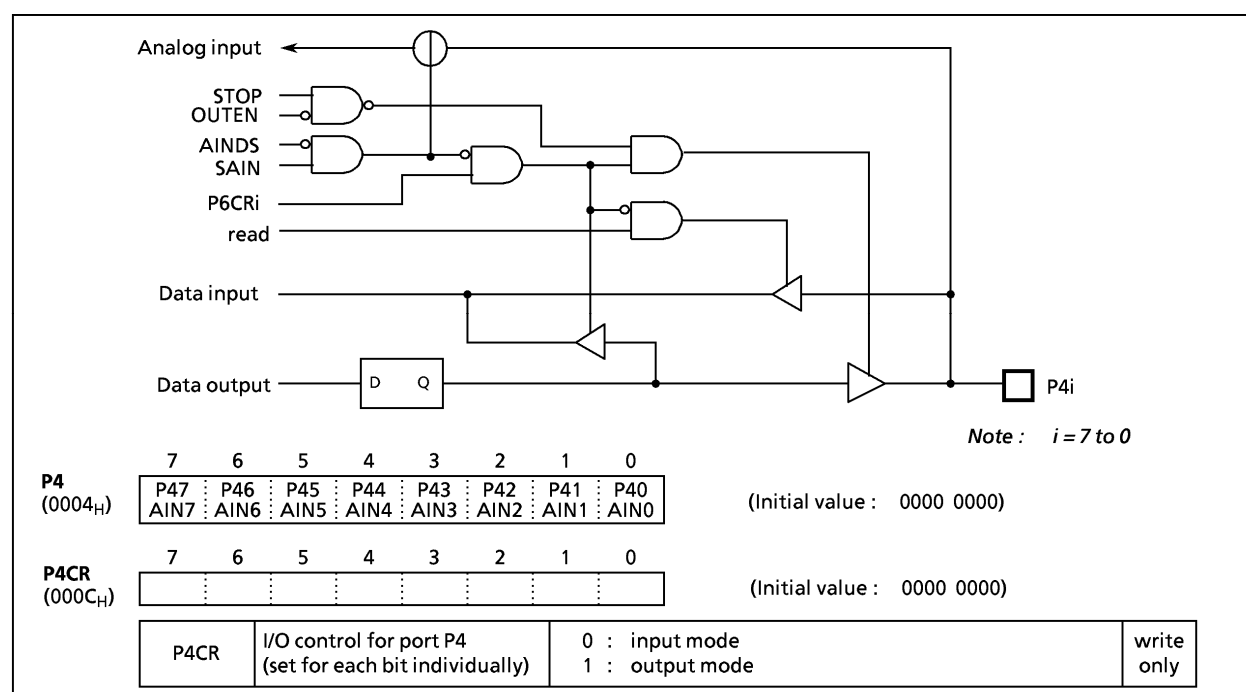 Analog input
STOP
OUTEN
AINDS
SAIN
P6CRi
read
Data input
Data output
D Q
P4i
Note : i = 7 to 0
7 6 5 4 3 2 1 0
P4
(0004H)
P47 P46 P45 P44 P43 P42 P41 P40
AIN7 AIN6 AIN5 AIN4 AIN3 AIN2 AIN1 AIN0
(Initial value : 0000 0000)
7 6 5 4 3 2 1 0
P4CR
(000CH)
(Initial value : 0000 0000)
P4CR
I/O control for port P4
(set for each bit individually)
0 : input mode
1 : output mode
write
only